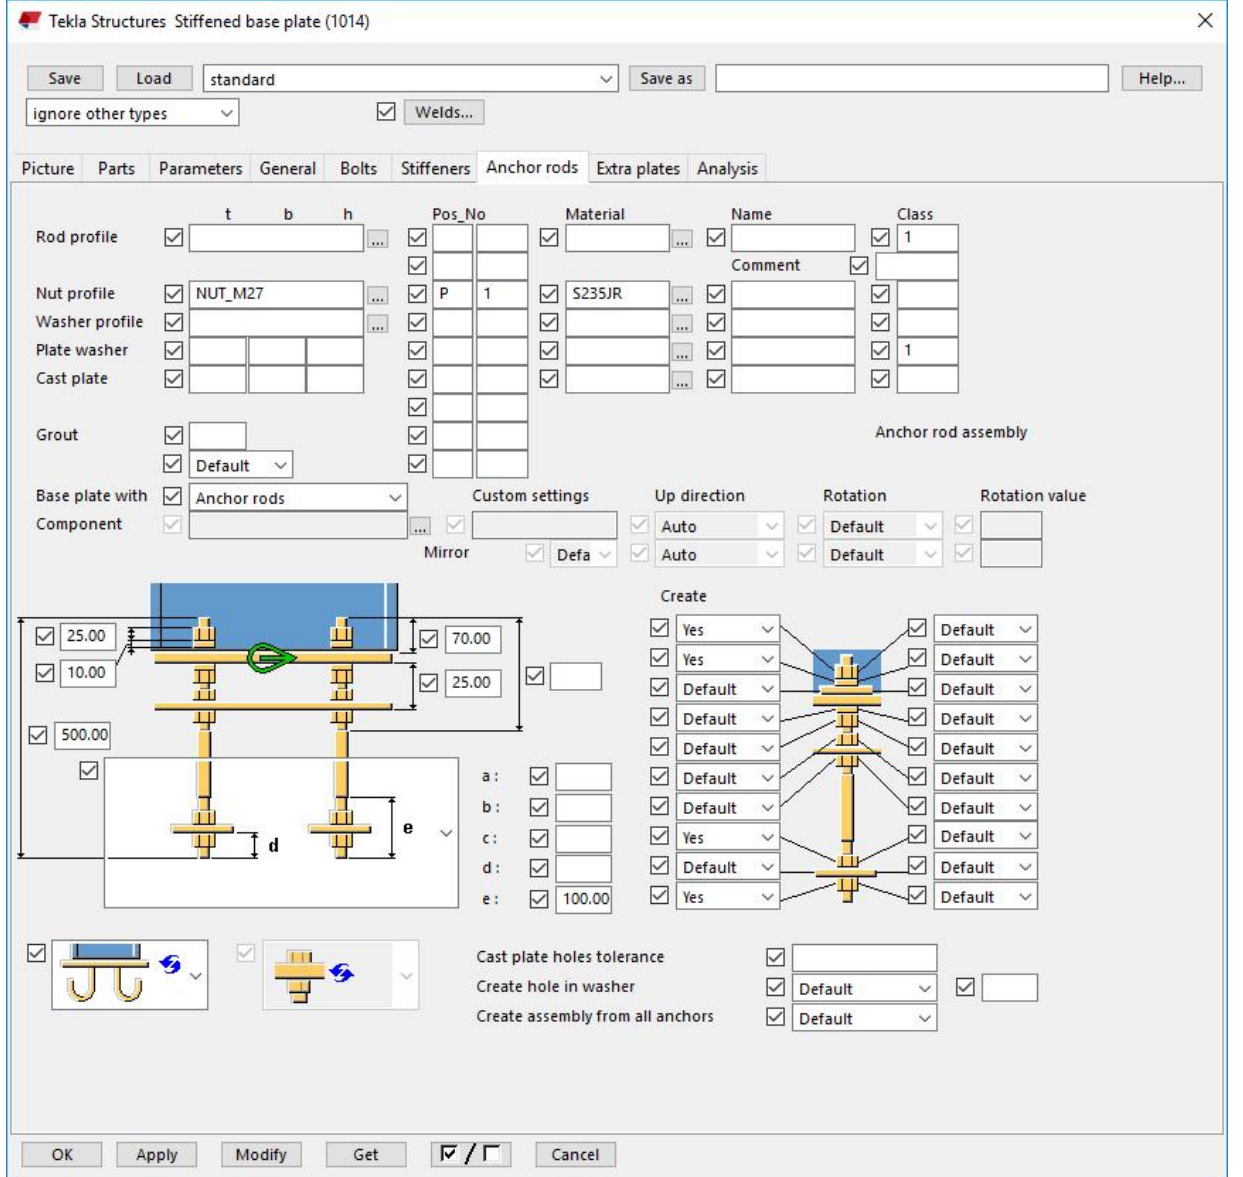 Tekla Structures  Stiffened base plate (1014)
Save Load standard Save as Help...
ignore other types Welds...
Picture Parts Parameters General Bolts Stiffeners Anchor rods Extra plates Analysis
t b h Pos_No Material Name Class
Rod profile ... ... 1
Comment
Nut profile NUT_M27 ... P 1 S235JR ...
Washer profile ... ...
Plate washer ... 1
Cast plate ...
Grout Anchor rod assembly
Default
Base plate with Anchor rods Custom settings Up direction Rotation Rotation value
Component ... Auto Default
Mirror Defa Auto Default
Create
25.00 70.00 Yes Default
10.00 25.00 Yes Default
Default Default
500.00 Default Default
Default Default
a : Default Default
b : Default Default
e c : Yes Default
d d : Default Default
e : 100.00 Yes Default
Cast plate holes tolerance
Create hole in washer Default
Create assembly from all anchors Default
OK Apply Modify Get / Cancel